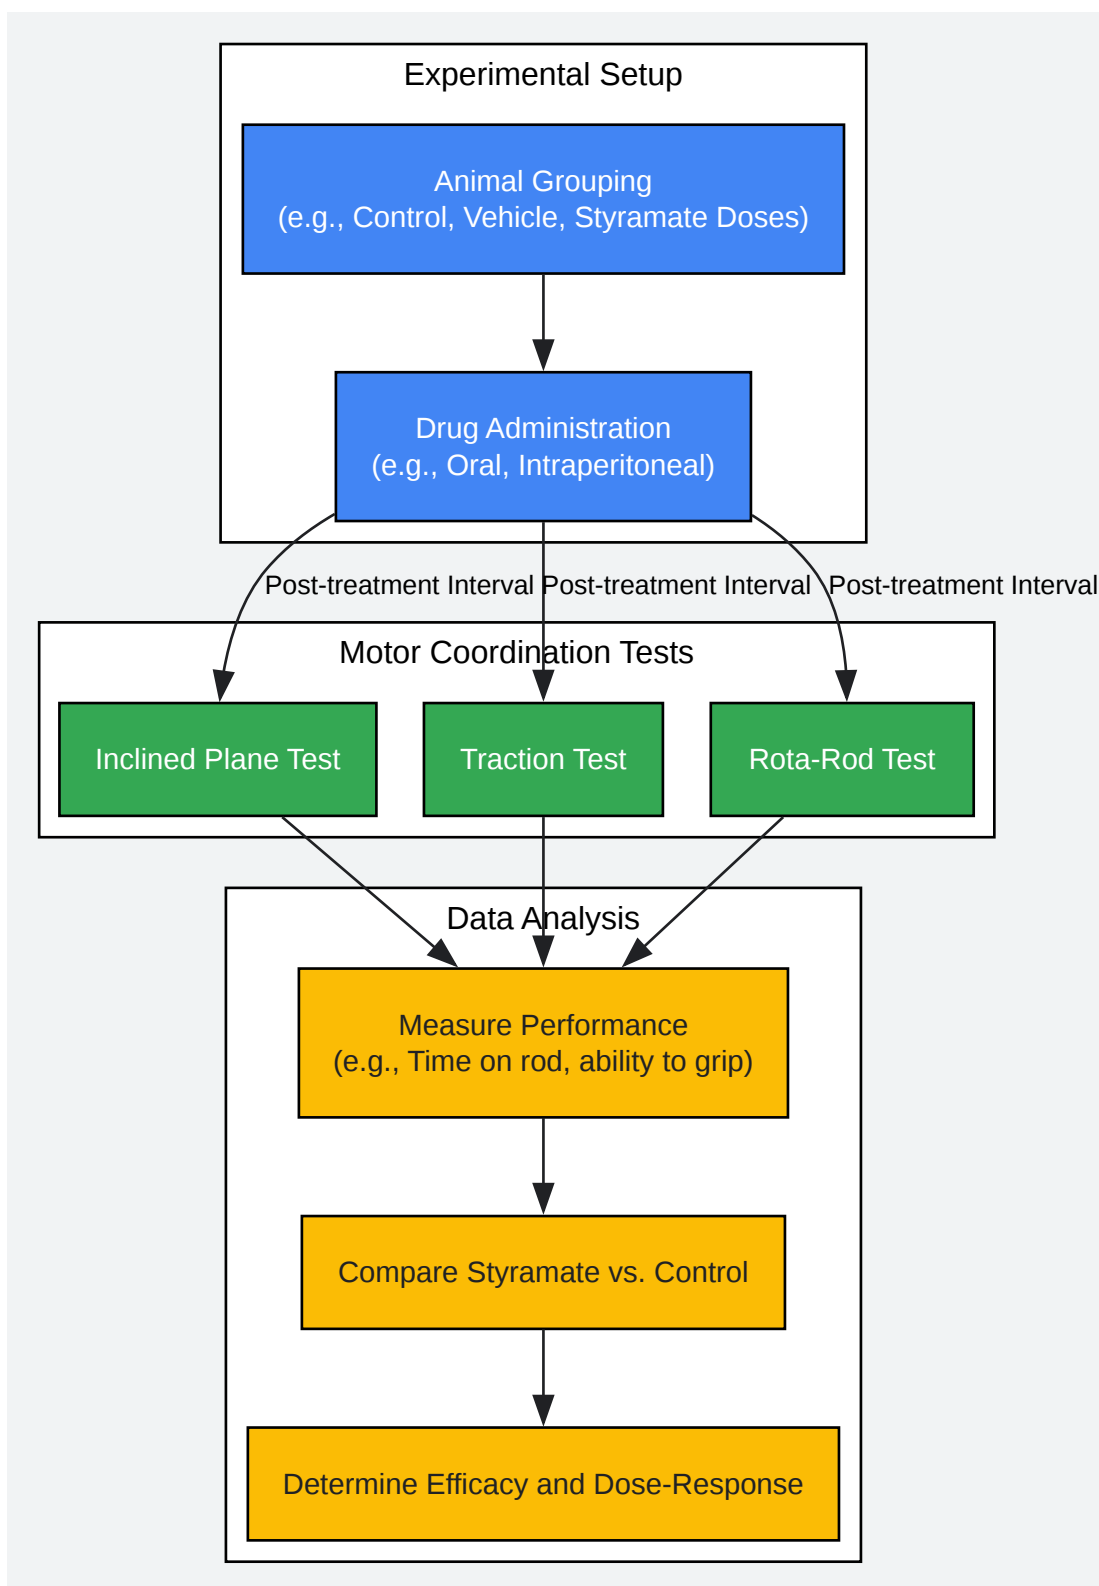 Experimental Setup
Animal Grouping
(e.g., Control, Vehicle, Styramate Doses)
Drug Administration
(e.g., Oral, Intraperitoneal)
Post-treatment Interval
Post-treatment Interval
Post-treatment Interval
Motor Coordination Tests
Inclined Plane Test
Traction Test
Rota-Rod Test
Data Analysis
Measure Performance
(e.g., Time on rod, ability to grip)
Compare Styramate vs. Control
Determine Efficacy and Dose-Response